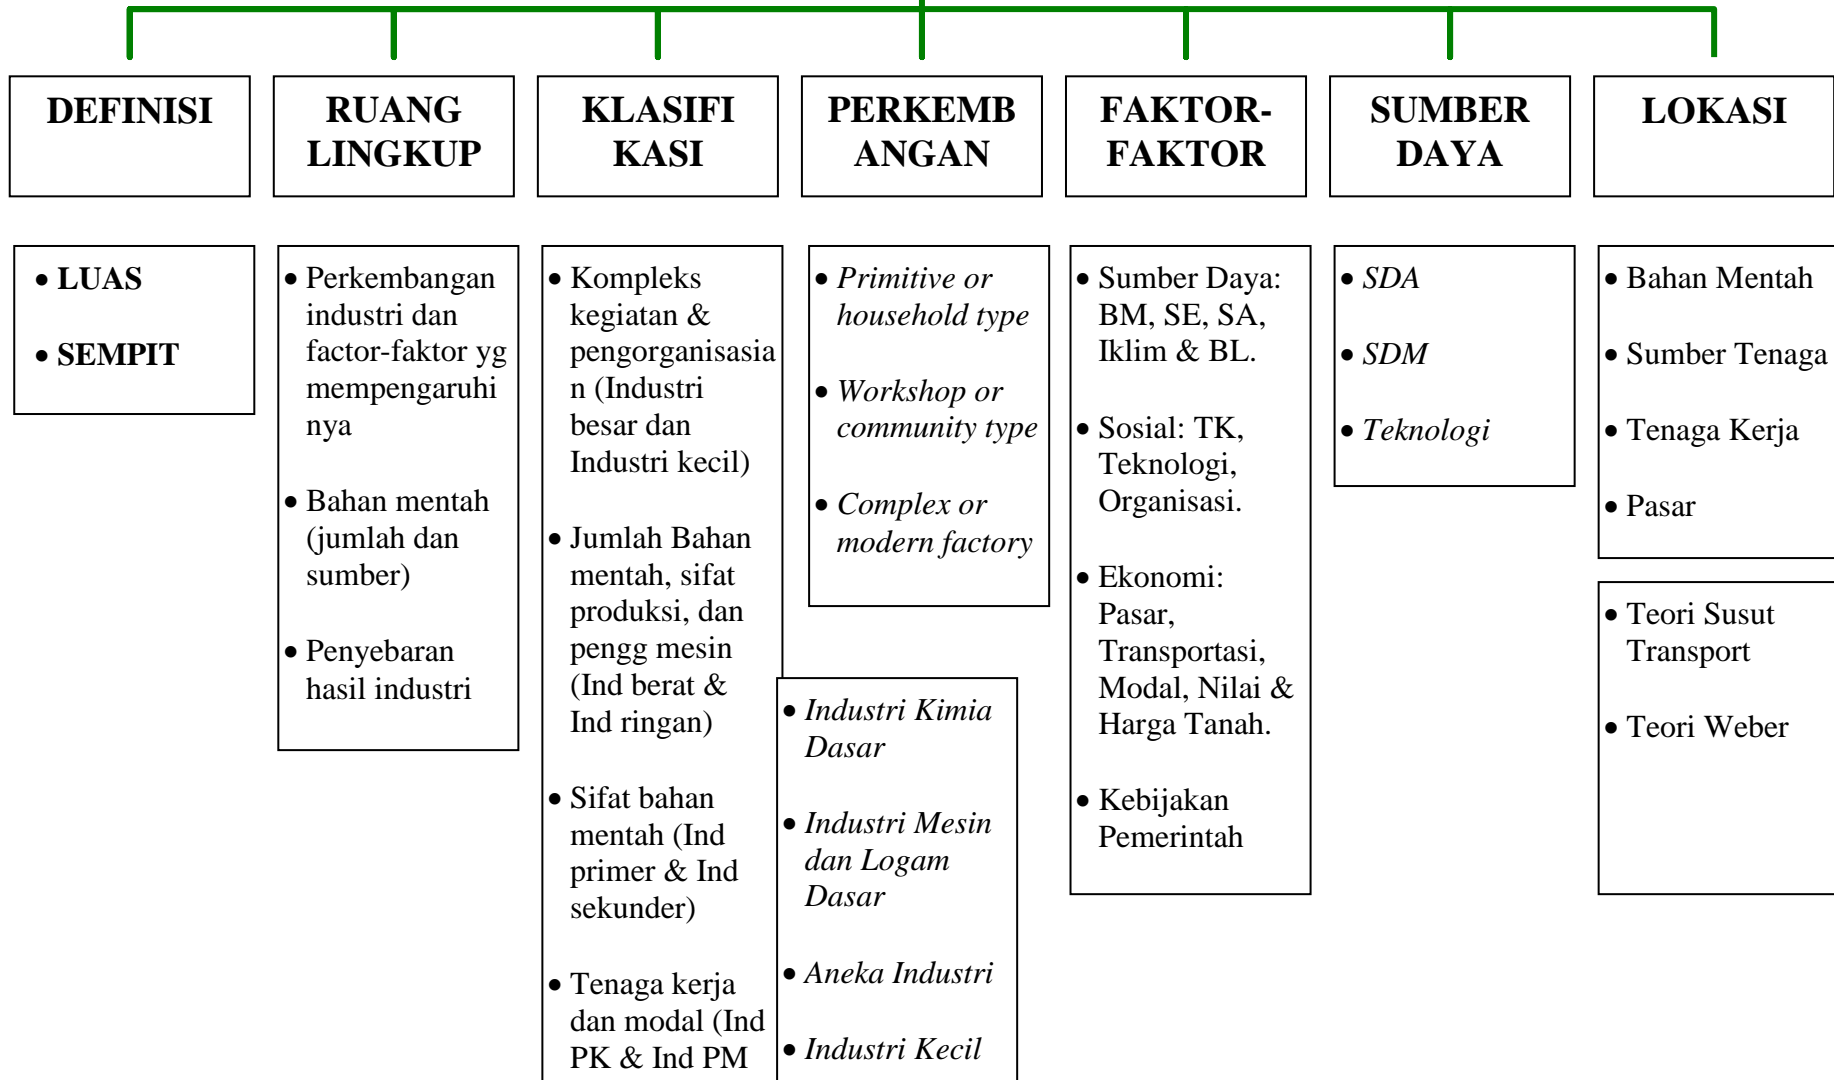 DEFINISI
RUANG
LINGKUP
KLASIFI
KASI
PERKEMB
ANGAN
FAKTOR-
FAKTOR
SUMBER
DAYA
LOKASI
• LUAS
• SEMPIT
• Perkembangan
industri dan
factor-faktor yg
mempengaruhi
nya
• Bahan mentah
(jumlah dan
sumber)
• Penyebaran
hasil industri
• Kompleks
kegiatan &
pengorganisasia
n (Industri
besar dan
Industri kecil)
• Jumlah Bahan
mentah, sifat
produksi, dan
pengg mesin
(Ind berat &
Ind ringan)
• Sifat bahan
mentah (Ind
primer & Ind
sekunder)
• Tenaga kerja
dan modal (Ind
PK & Ind PM
• Primitive or
household type
• Workshop or
community type
• Complex or
modern factory
• Industri Kimia
Dasar
• Industri Mesin
dan Logam
Dasar
• Aneka Industri
• Industri Kecil
• Sumber Daya:
BM, SE, SA,
Iklim & BL.
• Sosial: TK,
Teknologi,
Organisasi.
• Ekonomi:
Pasar,
Transportasi,
Modal, Nilai &
Harga Tanah.
• Kebijakan
Pemerintah
• SDA
• SDM
• Teknologi
• Bahan Mentah
• Sumber Tenaga
• Tenaga Kerja
• Pasar
• Teori Susut
Transport
• Teori Weber